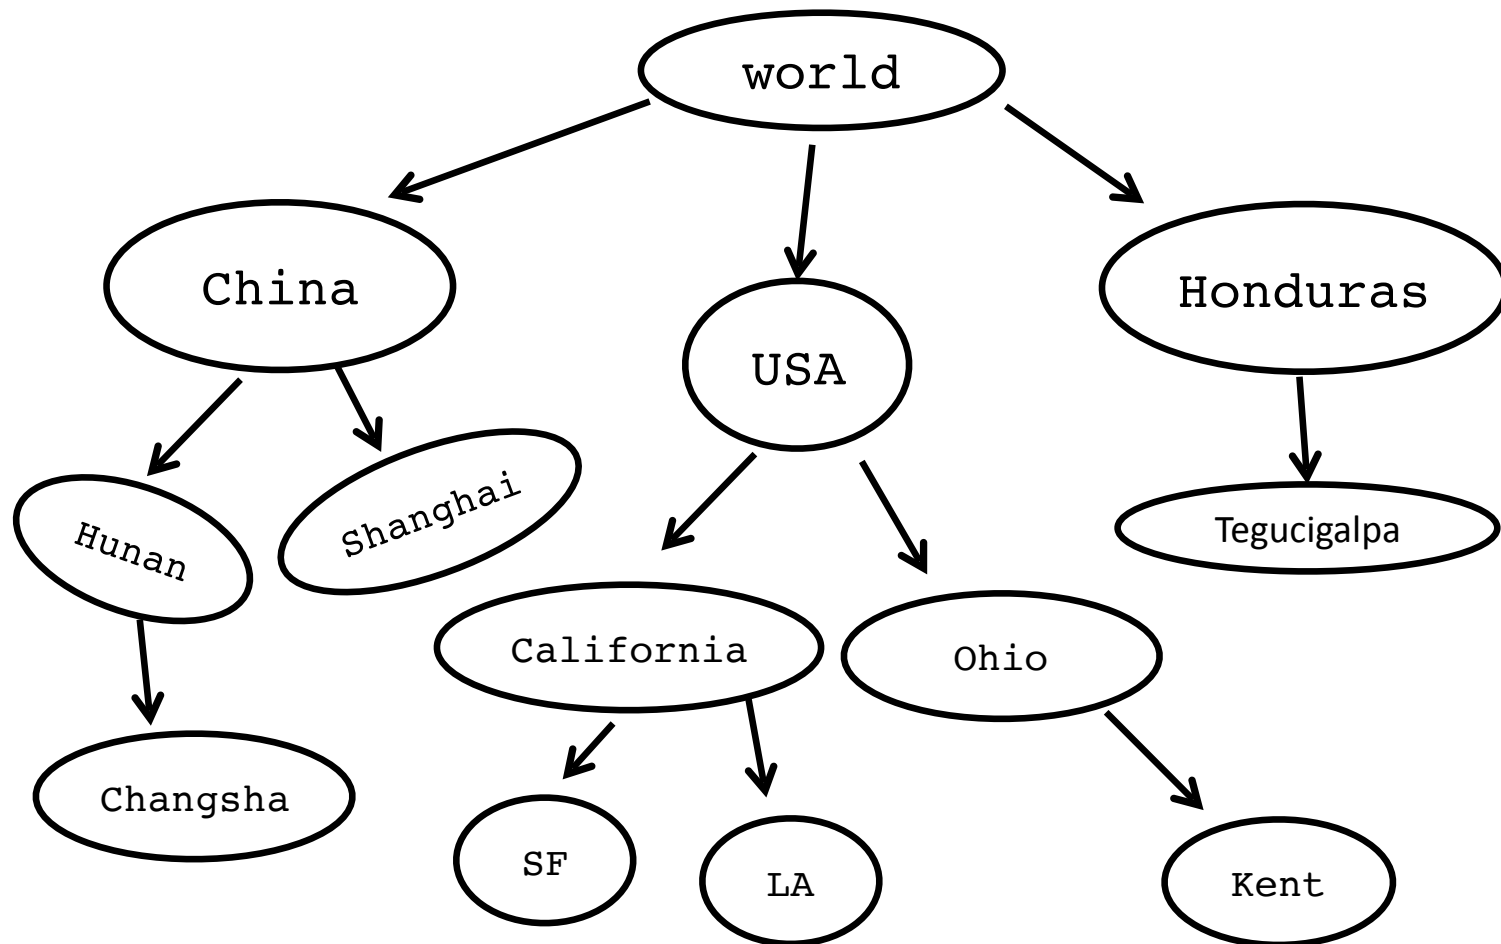 world
China
USA
Honduras
Hunan
Shanghai
Tegucigalpa
California
Ohio
Changsha
SF
LA
Kent